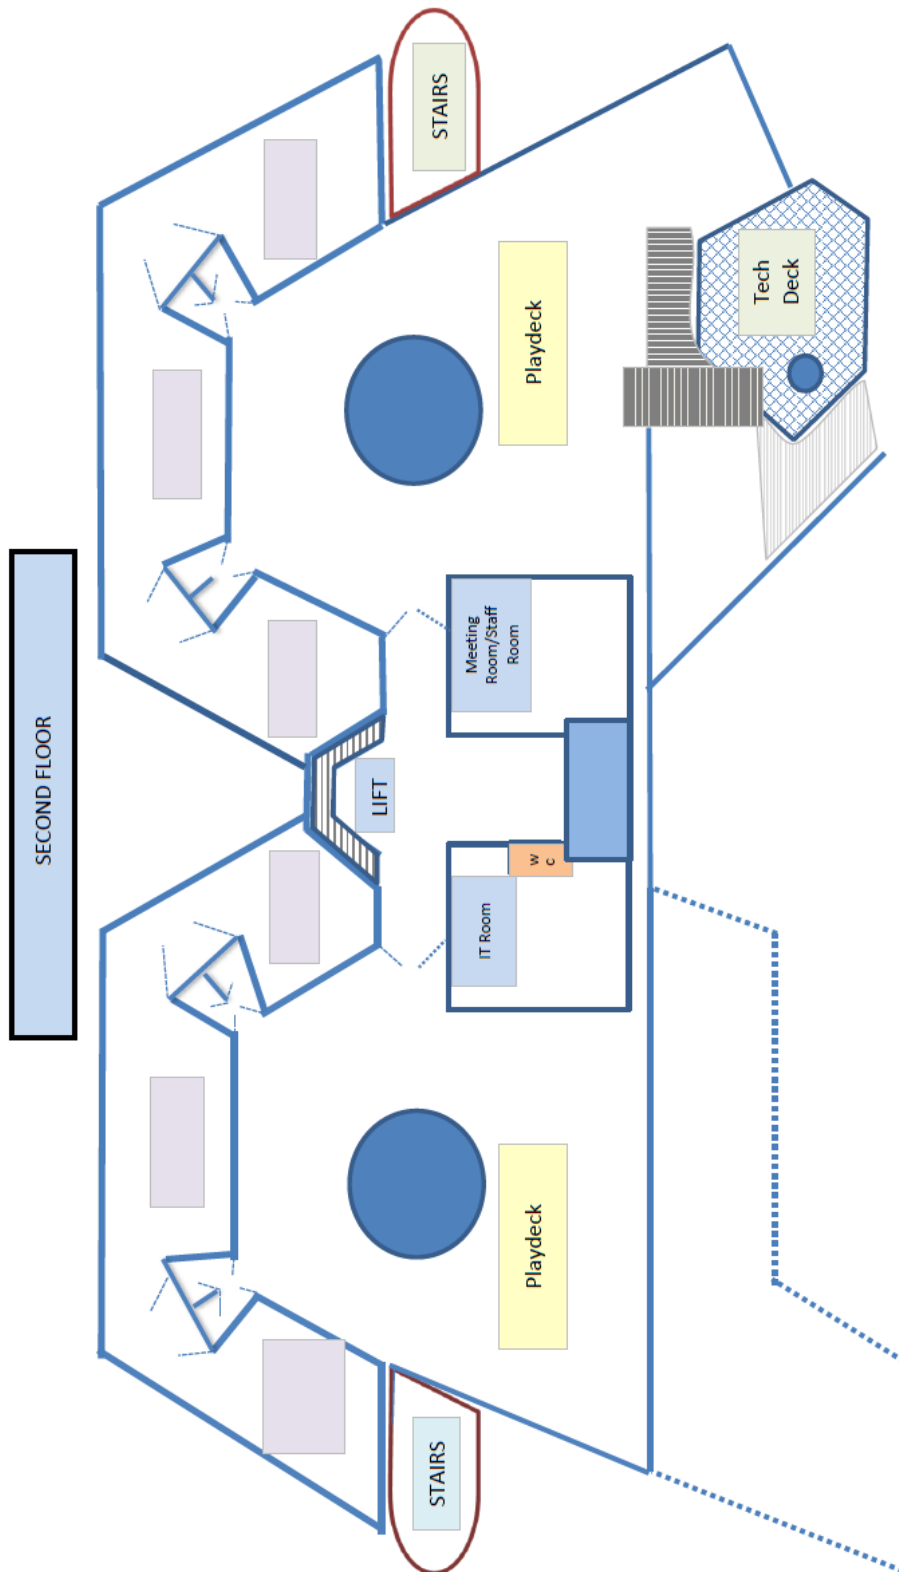 SECOND FLOOR
STAIRS
Playdeck
Tech
Deck
Meeting
Room/Staff
Room
LIFT
W
C
IT Room
Playdeck
STAIRS